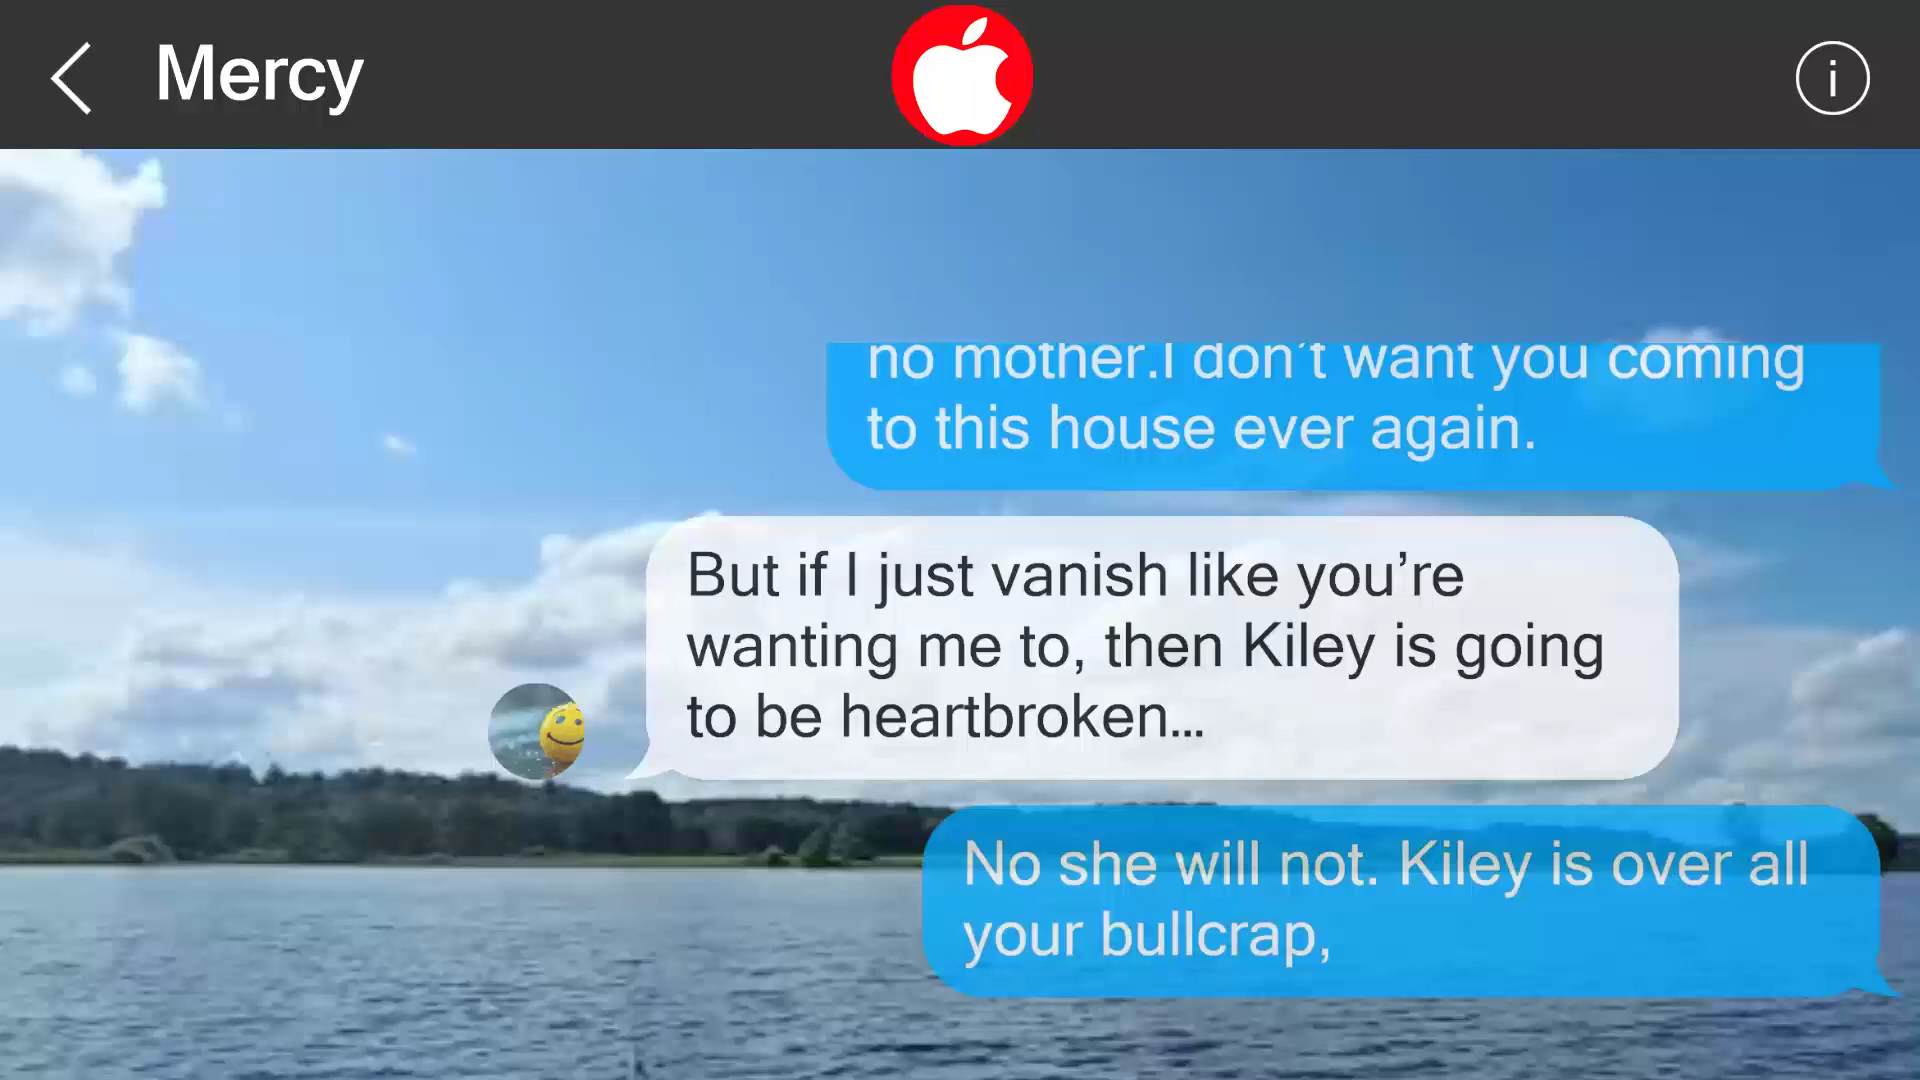 Mercy
i
no mother.I don't want you coming
to this house ever again.
But if I just vanish like you’re
wanting me to, then Kiley is going
to be heartbroken...
No she will not. Kiley is over all
your bullcrap,